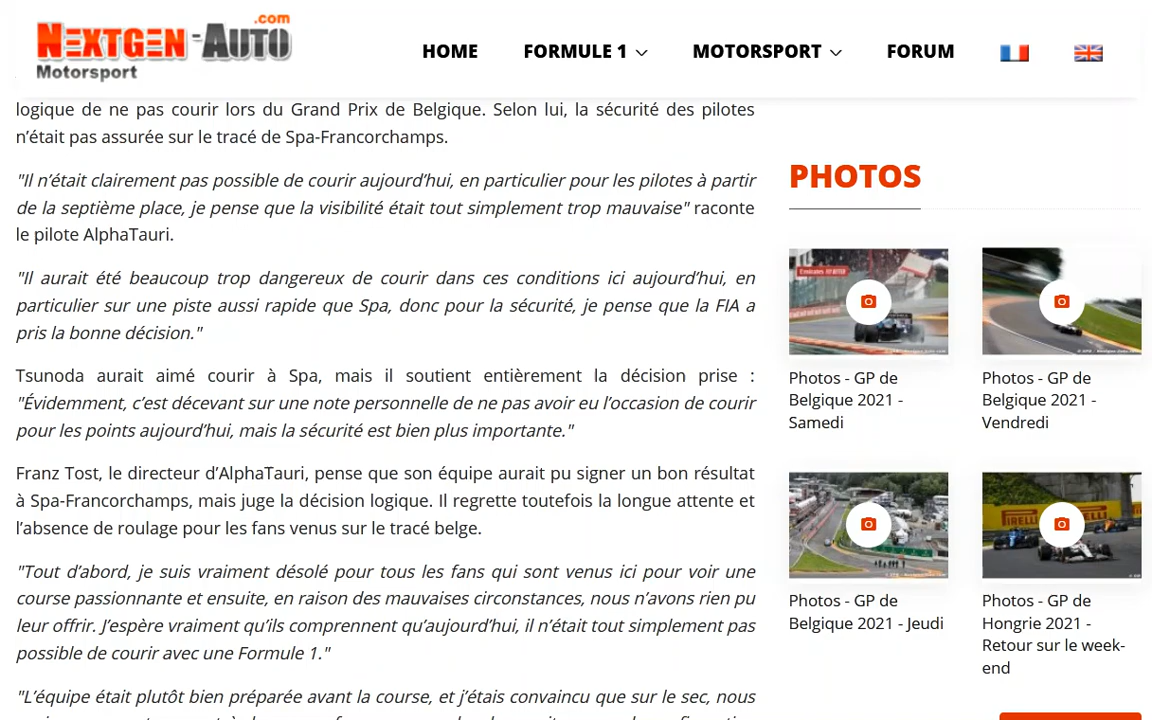 NEXTGEN-AUTO
.com
Motorsport
HOME
FORMULE 1
MOTORSPORT
FORUM
logique de ne pas courir lors du Grand Prix de Belgique. Selon lui, la sécurité des pilotes
n’était pas assurée sur le tracé de Spa-Francorchamps.
"Il n’était clairement pas possible de courir aujourd’hui, en particulier pour les pilotes à partir
de la septième place, je pense que la visibilité était tout simplement trop mauvaise" raconte
le pilote AlphaTauri.
"Il aurait été beaucoup trop dangereux de courir dans ces conditions ici aujourd’hui, en
particulier sur une piste aussi rapide que Spa, donc pour la sécurité, je pense que la FIA a
pris la bonne décision."
Tsunoda aurait aimé courir à Spa, mais il soutient entièrement la décision prise :
"Évidemment, c’est décevant sur une note personnelle de ne pas avoir eu l’occasion de courir
pour les points aujourd’hui, mais la sécurité est bien plus importante."
Franz Tost, le directeur d’AlphaTauri, pense que son équipe aurait pu signer un bon résultat
à Spa-Francorchamps, mais juge la décision logique. Il regrette toutefois la longue attente et
l’absence de roulage pour les fans venus sur le tracé belge.
"Tout d’abord, je suis vraiment désolé pour tous les fans qui sont venus ici pour voir une
course passionnante et ensuite, en raison des mauvaises circonstances, nous n’avons rien pu
leur offrir. J’espère vraiment qu’ils comprennent qu’aujourd’hui, il n’était tout simplement pas
possible de courir avec une Formule 1."
"L’équipe était plutôt bien préparée avant la course, et j’étais convaincu que sur le sec, nous
PHOTOS
Emirates
Photos - GP de
Belgique 2021 -
Samedi
Photos - GP de
Belgique 2021 -
Vendredi
Photos - GP de
Belgique 2021 - Jeudi
PIRELLI
Photos - GP de
Hongrie 2021 -
Retour sur le week-
end